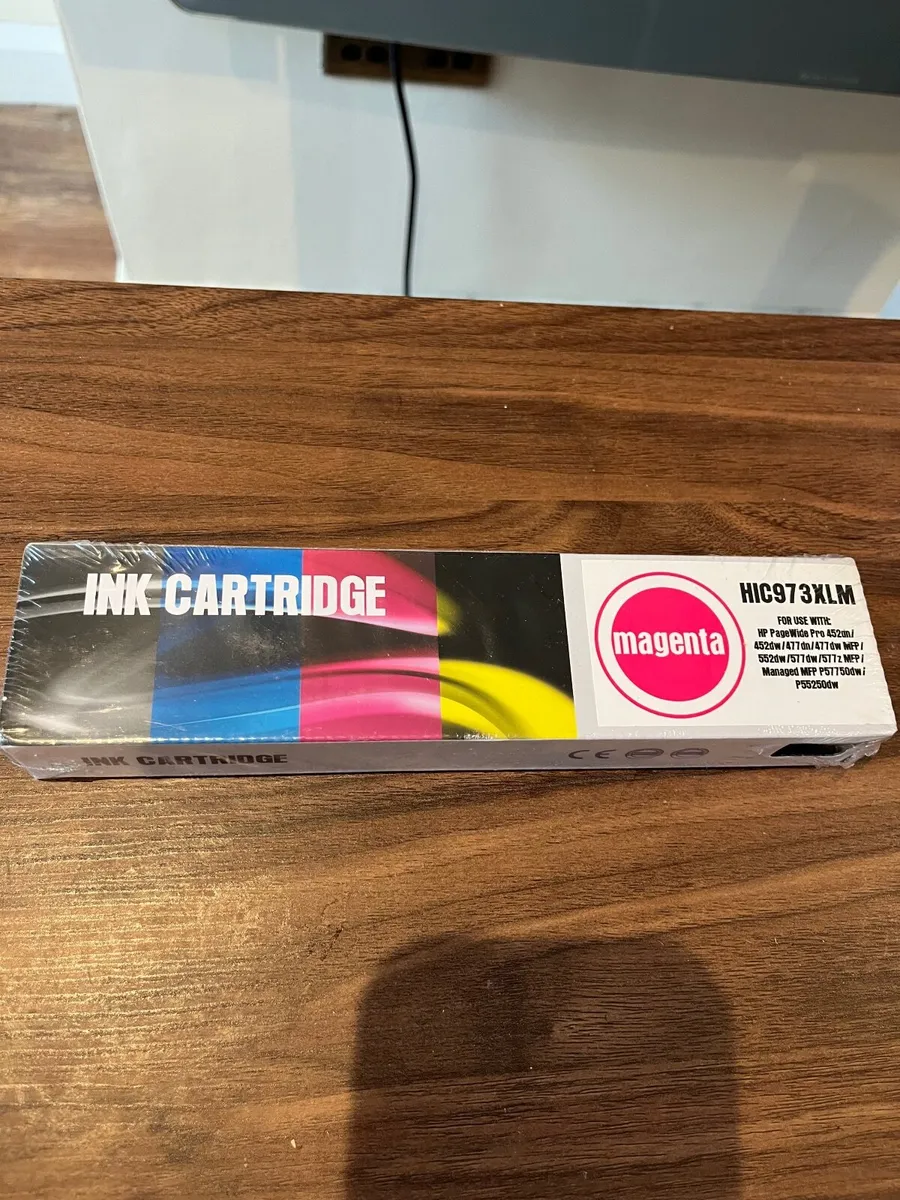 INK CARTRIDGE
magenta
HIC973XLM
FOR USE WITH:
HP PageWide Pro 452dn/
452dw/477dn/477dw MFP/
552dw/577dw/577z MFP/
Managed MFP P57750dw/
P55250dw
INK CARTRIDGE
CE